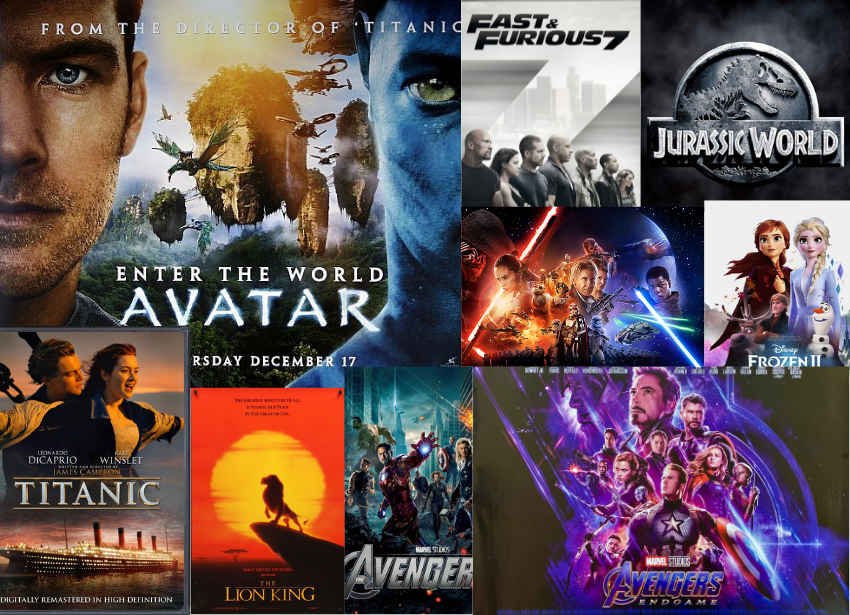 FROM THE DIRECTOR OF 'TITANIC
ENTER THE WORLD
AVATAR
RSDAY DECEMBER 17
FAST &
FURIOUS 7
JURASSIC WORLD
Disney
FROZEN II
LEONARDO
DICAPRIO
KATE
WINSLET
WRITTEN AND DIRECTED BY
JAMES CAMERON
TITANIC
DIGITALLY REMASTERED IN HIGH DEFINITION
THE GREATEST ADVENTURE OF ALL
IS FINDING OUR PLACE
IN THE CIRCLE OF LIFE.
WALT DISNEY PICTURES
presents
THE
LION KING
MARVEL STUDIOS
AVENGER
MARVEL STUDIOS
AVENGERS
ENDGAME